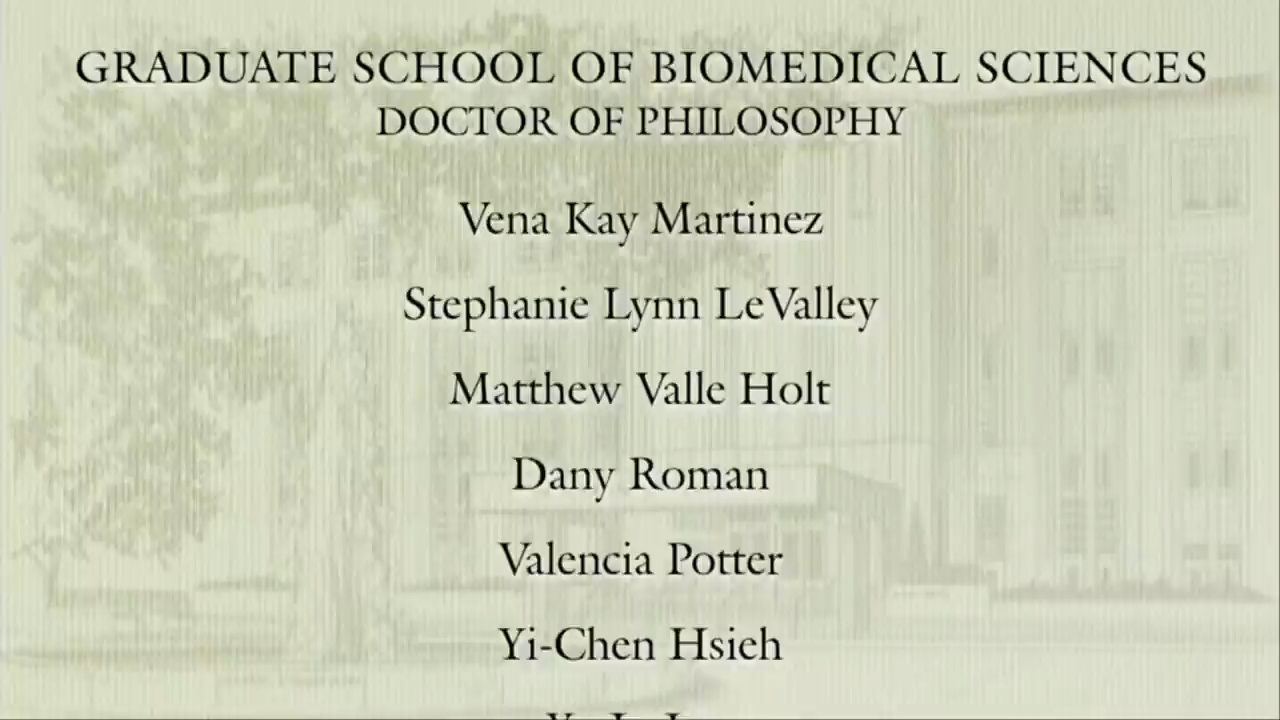 GRADUATE SCHOOL OF BIOMEDICAL SCIENCES
DOCTOR OF PHILOSOPHY
Vena Kay Martinez
Stephanie Lynn LeValley
Matthew Valle Holt
Dany Roman
Valencia Potter
Yi-Chen Hsieh